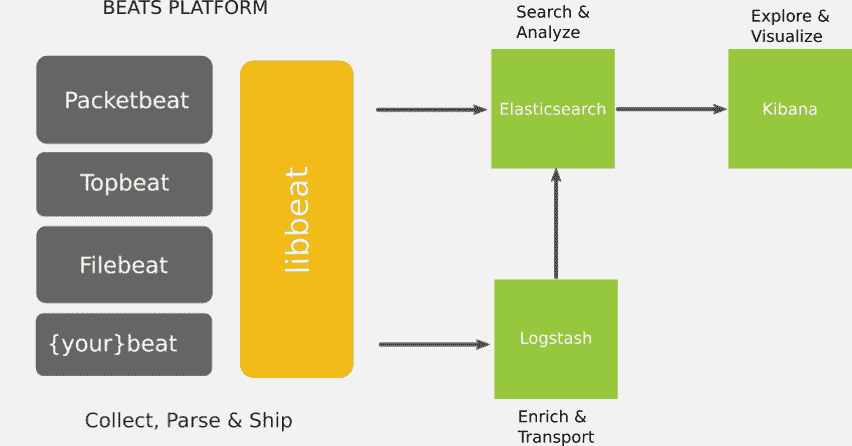 BEATS PLATFORM
Packetbeat
Topbeat
Filebeat
{your}beat
libbeat
Collect, Parse & Ship
Search &
Analyze
Elasticsearch
Explore &
Visualize
Kibana
Logstash
Enrich &
Transport